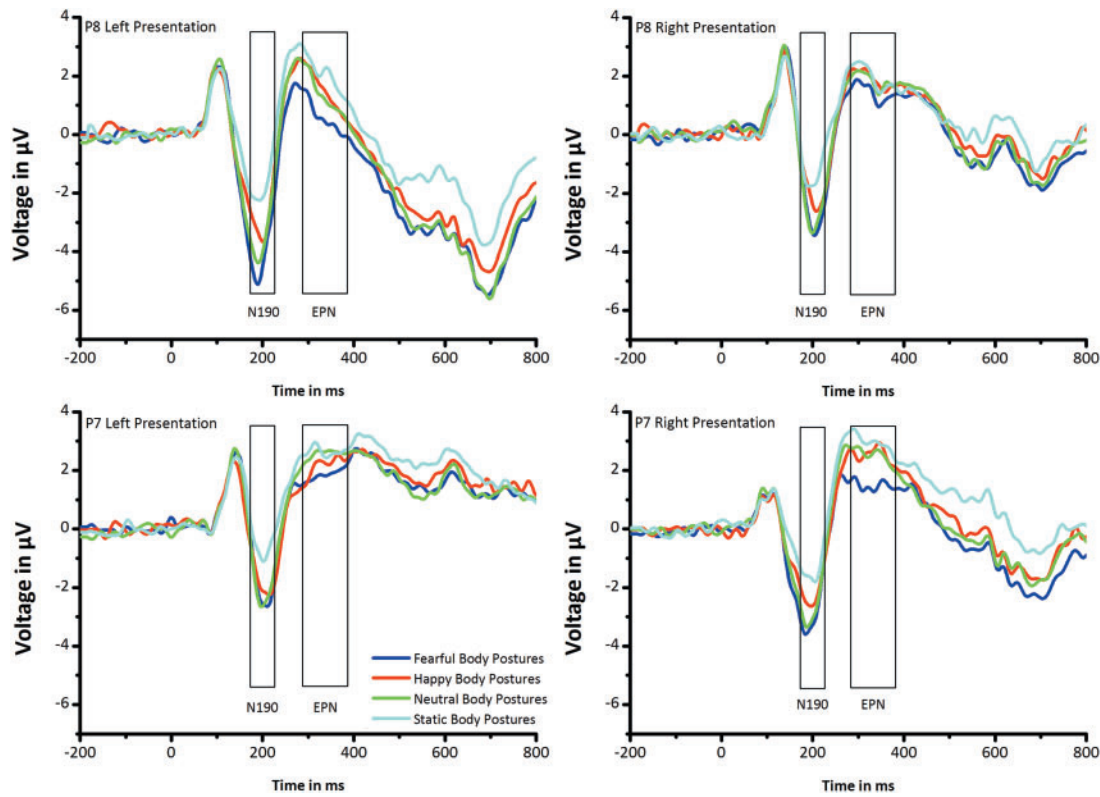 P8 Left Presentation
4
2
0
-2
-4
-6
Voltage in µV
N190
EPN
-200
0
200
400
600
800
Time in ms
P8 Right Presentation
4
2
0
-2
-4
-6
Voltage in µV
N190
EPN
-200
0
200
400
600
800
Time in ms
P7 Left Presentation
4
2
0
-2
-4
-6
Voltage in µV
N190
EPN
Fearful Body Postures
Happy Body Postures
Neutral Body Postures
Static Body Postures
-200
0
200
400
600
800
Time in ms
P7 Right Presentation
4
2
0
-2
-4
-6
Voltage in µV
N190
EPN
-200
0
200
400
600
800
Time in ms